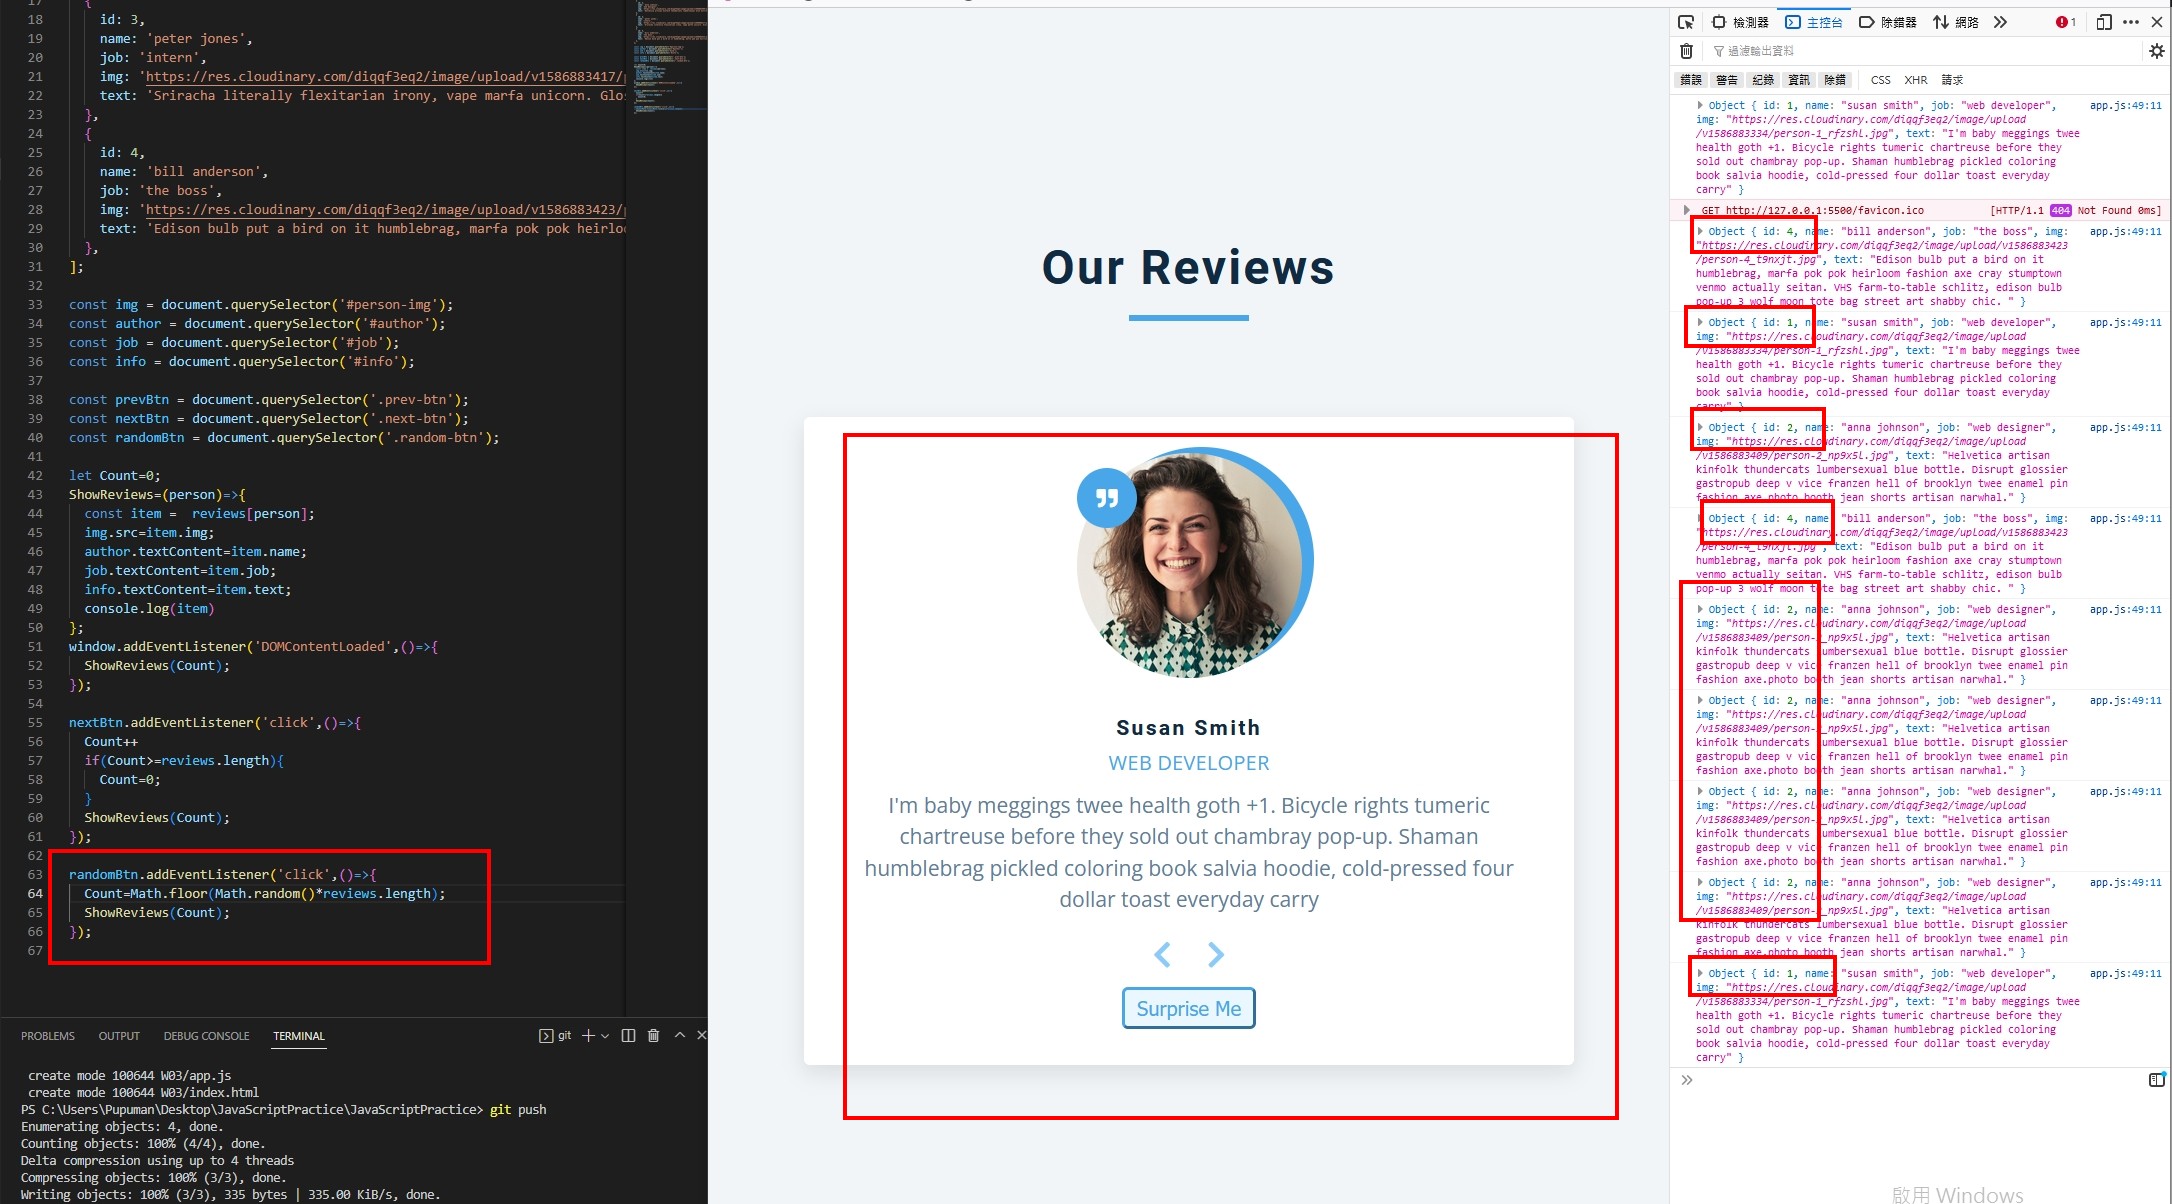 17 {
18 id: 3,
19 name: 'peter jones',
20 job: 'intern',
21 img: 'https://res.cloudinary.com/diqqf3eq2/image/upload/v1586883417/
22 text: 'Sriracha literally flexitarian irony, vape marfa unicorn. Glo
23 },
24 {
25 id: 4,
26 name: 'bill anderson',
27 job: 'the boss',
28 img: 'https://res.cloudinary.com/diqqf3eq2/image/upload/v1586883423/
29 text: 'Edison bulb put a bird on it humblebrag, marfa pok pok heirlo
30 },
31 ];
32
33 const img = document.querySelector('#person-img');
34 const author = document.querySelector('#author');
35 const job = document.querySelector('#job');
36 const info = document.querySelector('#info');
37
38 const prevBtn = document.querySelector('.prev-btn');
39 const nextBtn = document.querySelector('.next-btn');
40 const randomBtn = document.querySelector('.random-btn');
41
42 let Count=0;
43 ShowReviews=(person)=>{
44 const item =  reviews[person];
45 img.src=item.img;
46 author.textContent=item.name;
47 job.textContent=item.job;
48 info.textContent=item.text;
49 console.log(item)
50 };
51 window.addEventListener('DOMContentLoaded',()=>{
52 ShowReviews(Count);
53 });
54
55 nextBtn.addEventListener('click',()=>{
56 Count++
57 if(Count>=reviews.length){
58 Count=0;
59 }
60 ShowReviews(Count);
61 });
62
63 randomBtn.addEventListener('click',()=>{
64 Count=Math.floor(Math.random()*reviews.length);
65 ShowReviews(Count);
66 });
67
PROBLEMS OUTPUT DEBUG CONSOLE TERMINAL
git
create mode 100644 W03/app.js
create mode 100644 W03/index.html
PS C:\Users\Pupuman\Desktop\JavaScriptPractice\JavaScriptPractice> git push
Enumerating objects: 4, done.
Counting objects: 100% (4/4), done.
Delta compression using up to 4 threads
Compressing objects: 100% (3/3), done.
Writing objects: 100% (3/3), 335 bytes | 335.00 KiB/s, done.
Our Reviews
Susan Smith
WEB DEVELOPER
I'm baby meggings twee health goth +1. Bicycle rights tumeric
chartreuse before they sold out chambray pop-up. Shaman
humblebrag pickled coloring book salvia hoodie, cold-pressed four
dollar toast everyday carry
Surprise Me
檢測器 主控台 除錯器 網路 1
過濾輸出資料
錯誤 警告 紀錄 資訊 除錯 CSS XHR 請求
Object { id: 1, name: "susan smith", job: "web developer", app.js:49:11
img: "https://res.cloudinary.com/diqqf3eq2/image/upload
/v1586883334/person-1_rfzshl.jpg", text: "I'm baby meggings twee
health goth +1. Bicycle rights tumeric chartreuse before they
sold out chambray pop-up. Shaman humblebrag pickled coloring
book salvia hoodie, cold-pressed four dollar toast everyday
carry" }
GET http://127.0.0.1:5500/favicon.ico [HTTP/1.1 404 Not Found 0ms]
Object { id: 4, name: "bill anderson", job: "the boss", img: app.js:49:11
"https://res.cloudinary.com/diqqf3eq2/image/upload/v1586883423
/person-4_t9nxjt.jpg", text: "Edison bulb put a bird on it
humblebrag, marfa pok pok heirloom fashion axe cray stumptown
venmo actually seitan. VHS farm-to-table schlitz, edison bulb
pop-up 3 wolf moon tote bag street art shabby chic. " }
Object { id: 1, name: "susan smith", job: "web developer", app.js:49:11
img: "https://res.cloudinary.com/diqqf3eq2/image/upload
/v1586883334/person-1_rfzshl.jpg", text: "I'm baby meggings twee
health goth +1. Bicycle rights tumeric chartreuse before they
sold out chambray pop-up. Shaman humblebrag pickled coloring
book salvia hoodie, cold-pressed four dollar toast everyday
carry" }
Object { id: 2, name: "anna johnson", job: "web designer", app.js:49:11
img: "https://res.cloudinary.com/diqqf3eq2/image/upload
/v1586883409/person-2_np9x5l.jpg", text: "Helvetica artisan
kinfolk thundercats lumbersexual blue bottle. Disrupt glossier
gastropub deep v vice franzen hell of brooklyn twee enamel pin
fashion axe.photo booth jean shorts artisan narwhal." }
Object { id: 4, name: "bill anderson", job: "the boss", img: app.js:49:11
"https://res.cloudinary.com/diqqf3eq2/image/upload/v1586883423
/person-4_t9nxjt.jpg", text: "Edison bulb put a bird on it
humblebrag, marfa pok pok heirloom fashion axe cray stumptown
venmo actually seitan. VHS farm-to-table schlitz, edison bulb
pop-up 3 wolf moon tote bag street art shabby chic. " }
Object { id: 2, name: "anna johnson", job: "web designer", app.js:49:11
img: "https://res.cloudinary.com/diqqf3eq2/image/upload
/v1586883409/person-2_np9x5l.jpg", text: "Helvetica artisan
kinfolk thundercats lumbersexual blue bottle. Disrupt glossier
gastropub deep v vice franzen hell of brooklyn twee enamel pin
fashion axe.photo booth jean shorts artisan narwhal." }
Object { id: 2, name: "anna johnson", job: "web designer", app.js:49:11
img: "https://res.cloudinary.com/diqqf3eq2/image/upload
/v1586883409/person-2_np9x5l.jpg", text: "Helvetica artisan
kinfolk thundercats lumbersexual blue bottle. Disrupt glossier
gastropub deep v vice franzen hell of brooklyn twee enamel pin
fashion axe.photo booth jean shorts artisan narwhal." }
Object { id: 2, name: "anna johnson", job: "web designer", app.js:49:11
img: "https://res.cloudinary.com/diqqf3eq2/image/upload
/v1586883409/person-2_np9x5l.jpg", text: "Helvetica artisan
kinfolk thundercats lumbersexual blue bottle. Disrupt glossier
gastropub deep v vice franzen hell of brooklyn twee enamel pin
fashion axe.photo booth jean shorts artisan narwhal." }
Object { id: 2, name: "anna johnson", job: "web designer", app.js:49:11
img: "https://res.cloudinary.com/diqqf3eq2/image/upload
/v1586883409/person-2_np9x5l.jpg", text: "Helvetica artisan
kinfolk thundercats lumbersexual blue bottle. Disrupt glossier
gastropub deep v vice franzen hell of brooklyn twee enamel pin
fashion axe.photo booth jean shorts artisan narwhal." }
Object { id: 1, name: "susan smith", job: "web developer", app.js:49:11
img: "https://res.cloudinary.com/diqqf3eq2/image/upload
/v1586883334/person-1_rfzshl.jpg", text: "I'm baby meggings twee
health goth +1. Bicycle rights tumeric chartreuse before they
sold out chambray pop-up. Shaman humblebrag pickled coloring
book salvia hoodie, cold-pressed four dollar toast everyday
carry" }
啟用 Windows